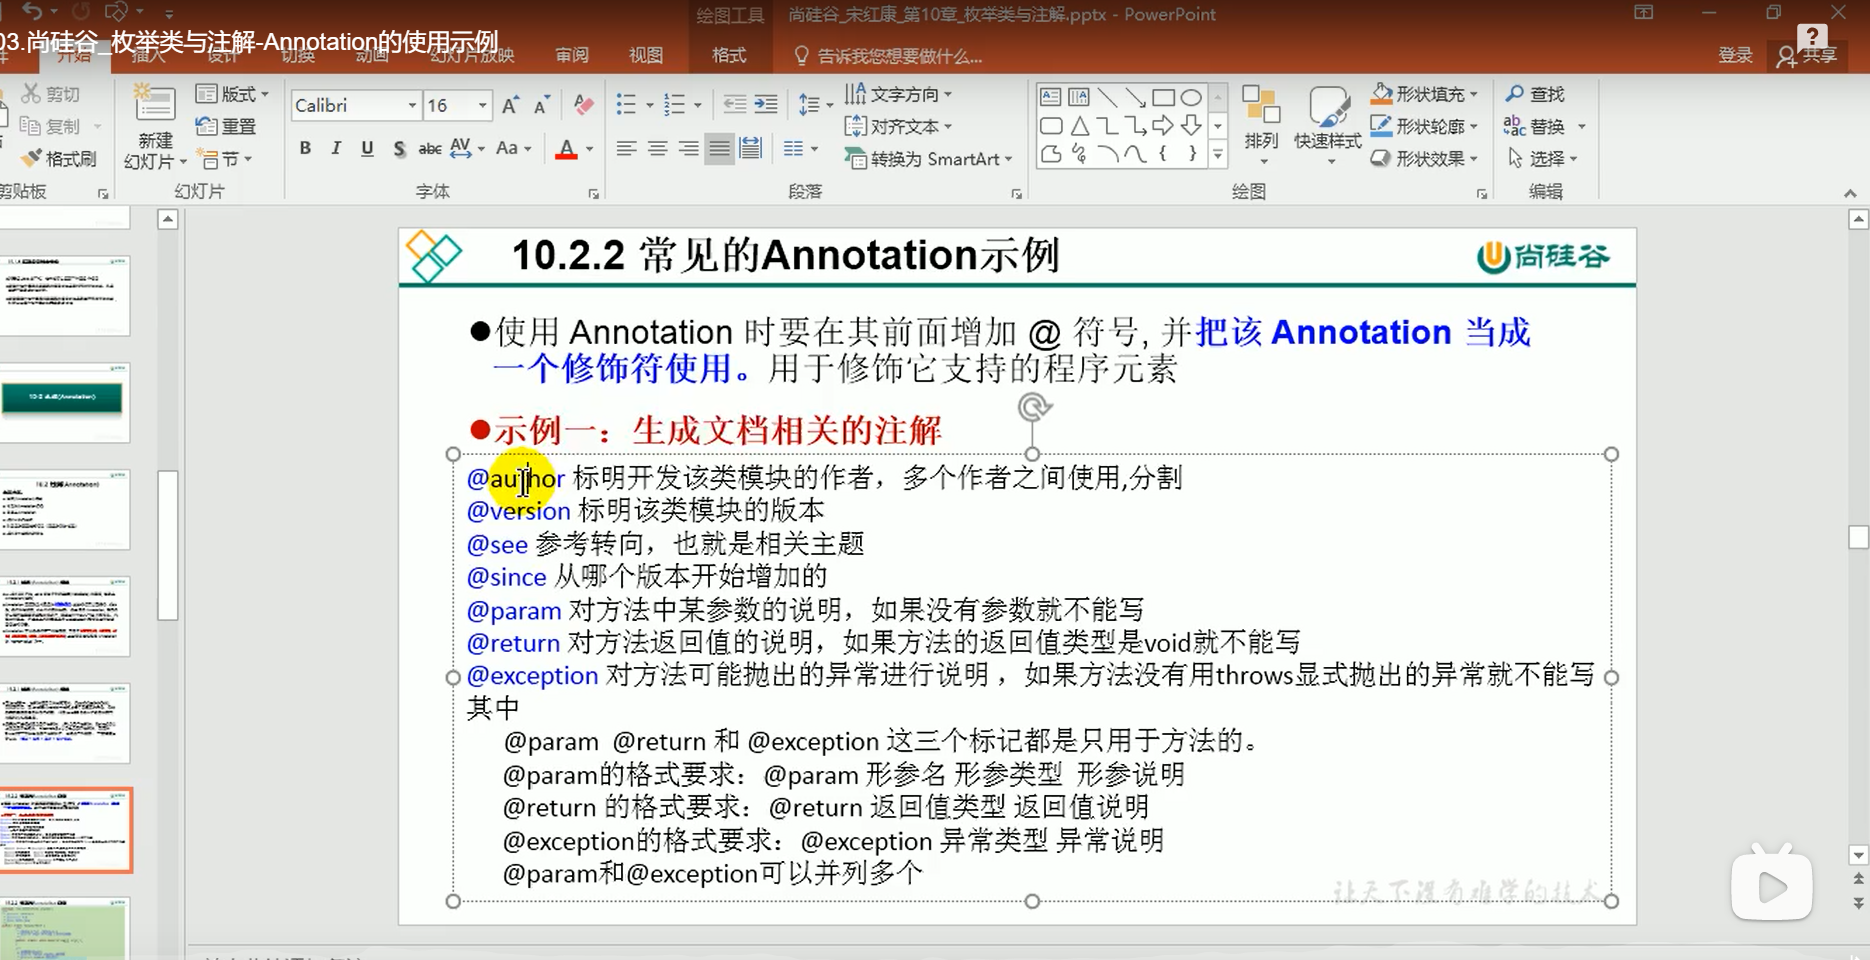 尚硅谷_宋红康_第10章_枚举类与注解.pptx - PowerPoint
绘图工具
03.尚硅谷_枚举类与注解-Annotation的使用示例
开始 插入 设计 切换 动画 幻灯片放映 审阅 视图 格式 告诉我您想要做什么... 登录 共享
剪切
复制
格式刷
剪贴板
新建
幻灯片
版式
重置
节
幻灯片
Calibri 16
B I U S abc AV Aa A
字体
文字方向
对齐文本
转换为 SmartArt
段落
排列
快速样式
形状填充
形状轮廓
形状效果
绘图
查找
替换
选择
编辑
10.2.2 常见的Annotation示例
尚硅谷
●使用 Annotation 时要在其前面增加 @ 符号, 并把该 Annotation 当成
一个修饰符使用。用于修饰它支持的程序元素
●示例一：生成文档相关的注解
@author 标明开发该类模块的作者，多个作者之间使用,分割
@version 标明该类模块的版本
@see 参考转向，也就是相关主题
@since 从哪个版本开始增加的
@param 对方法中某参数的说明，如果没有参数就不能写
@return 对方法返回值的说明，如果方法的返回值类型是void就不能写
@exception 对方法可能抛出的异常进行说明 ，如果方法没有用throws显式抛出的异常就不能写
其中
@param @return 和 @exception 这三个标记都是只用于方法的。
@param的格式要求：@param 形参名 形参类型 形参说明
@return 的格式要求：@return 返回值类型 返回值说明
@exception的格式要求：@exception 异常类型 异常说明
@param和@exception可以并列多个
让天下没有难学的技术